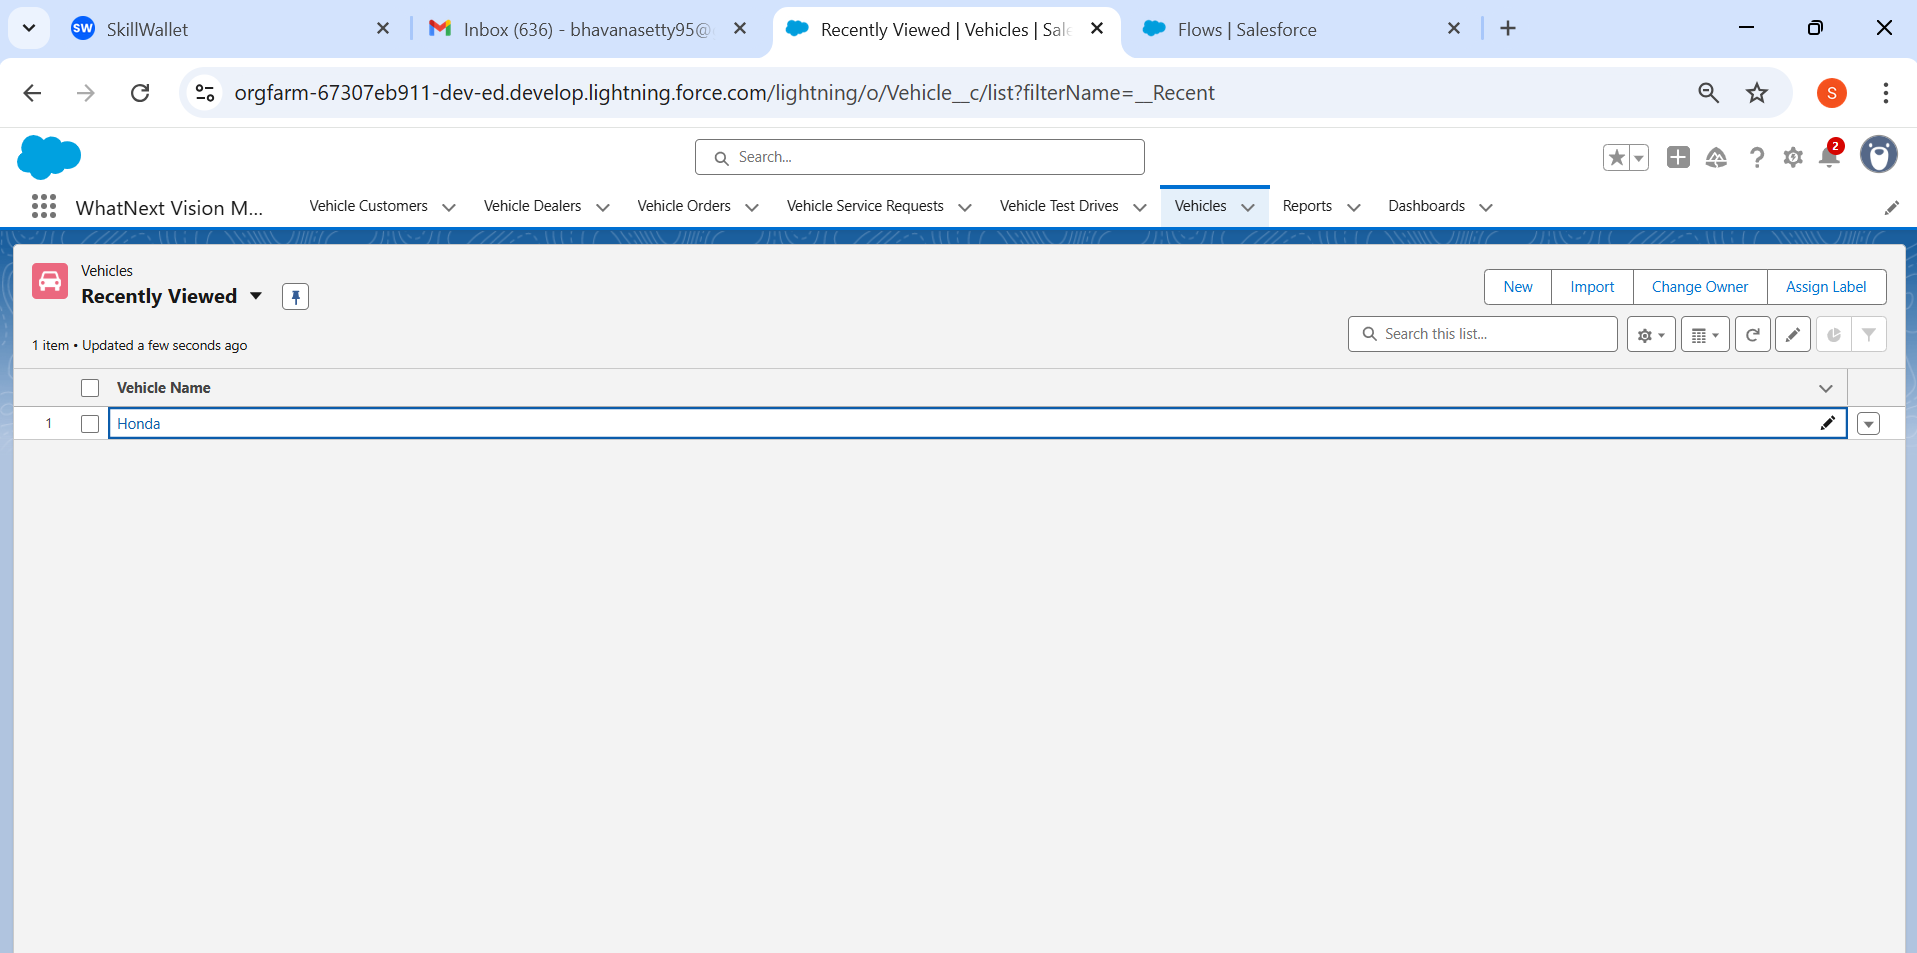 SW SkillWallet
Inbox (636) - bhavanasetty95@
Recently Viewed | Vehicles | Sale
Flows | Salesforce
orgfarm-67307eb911-dev-ed.develop.lightning.force.com/lightning/o/Vehicle__c/list?filterName=__Recent
S
Search...
2
WhatNext Vision M...
Vehicle Customers
Vehicle Dealers
Vehicle Orders
Vehicle Service Requests
Vehicle Test Drives
Vehicles
Reports
Dashboards
Vehicles
Recently Viewed
New
Import
Change Owner
Assign Label
1 item • Updated a few seconds ago
Search this list...
Vehicle Name
1 Honda